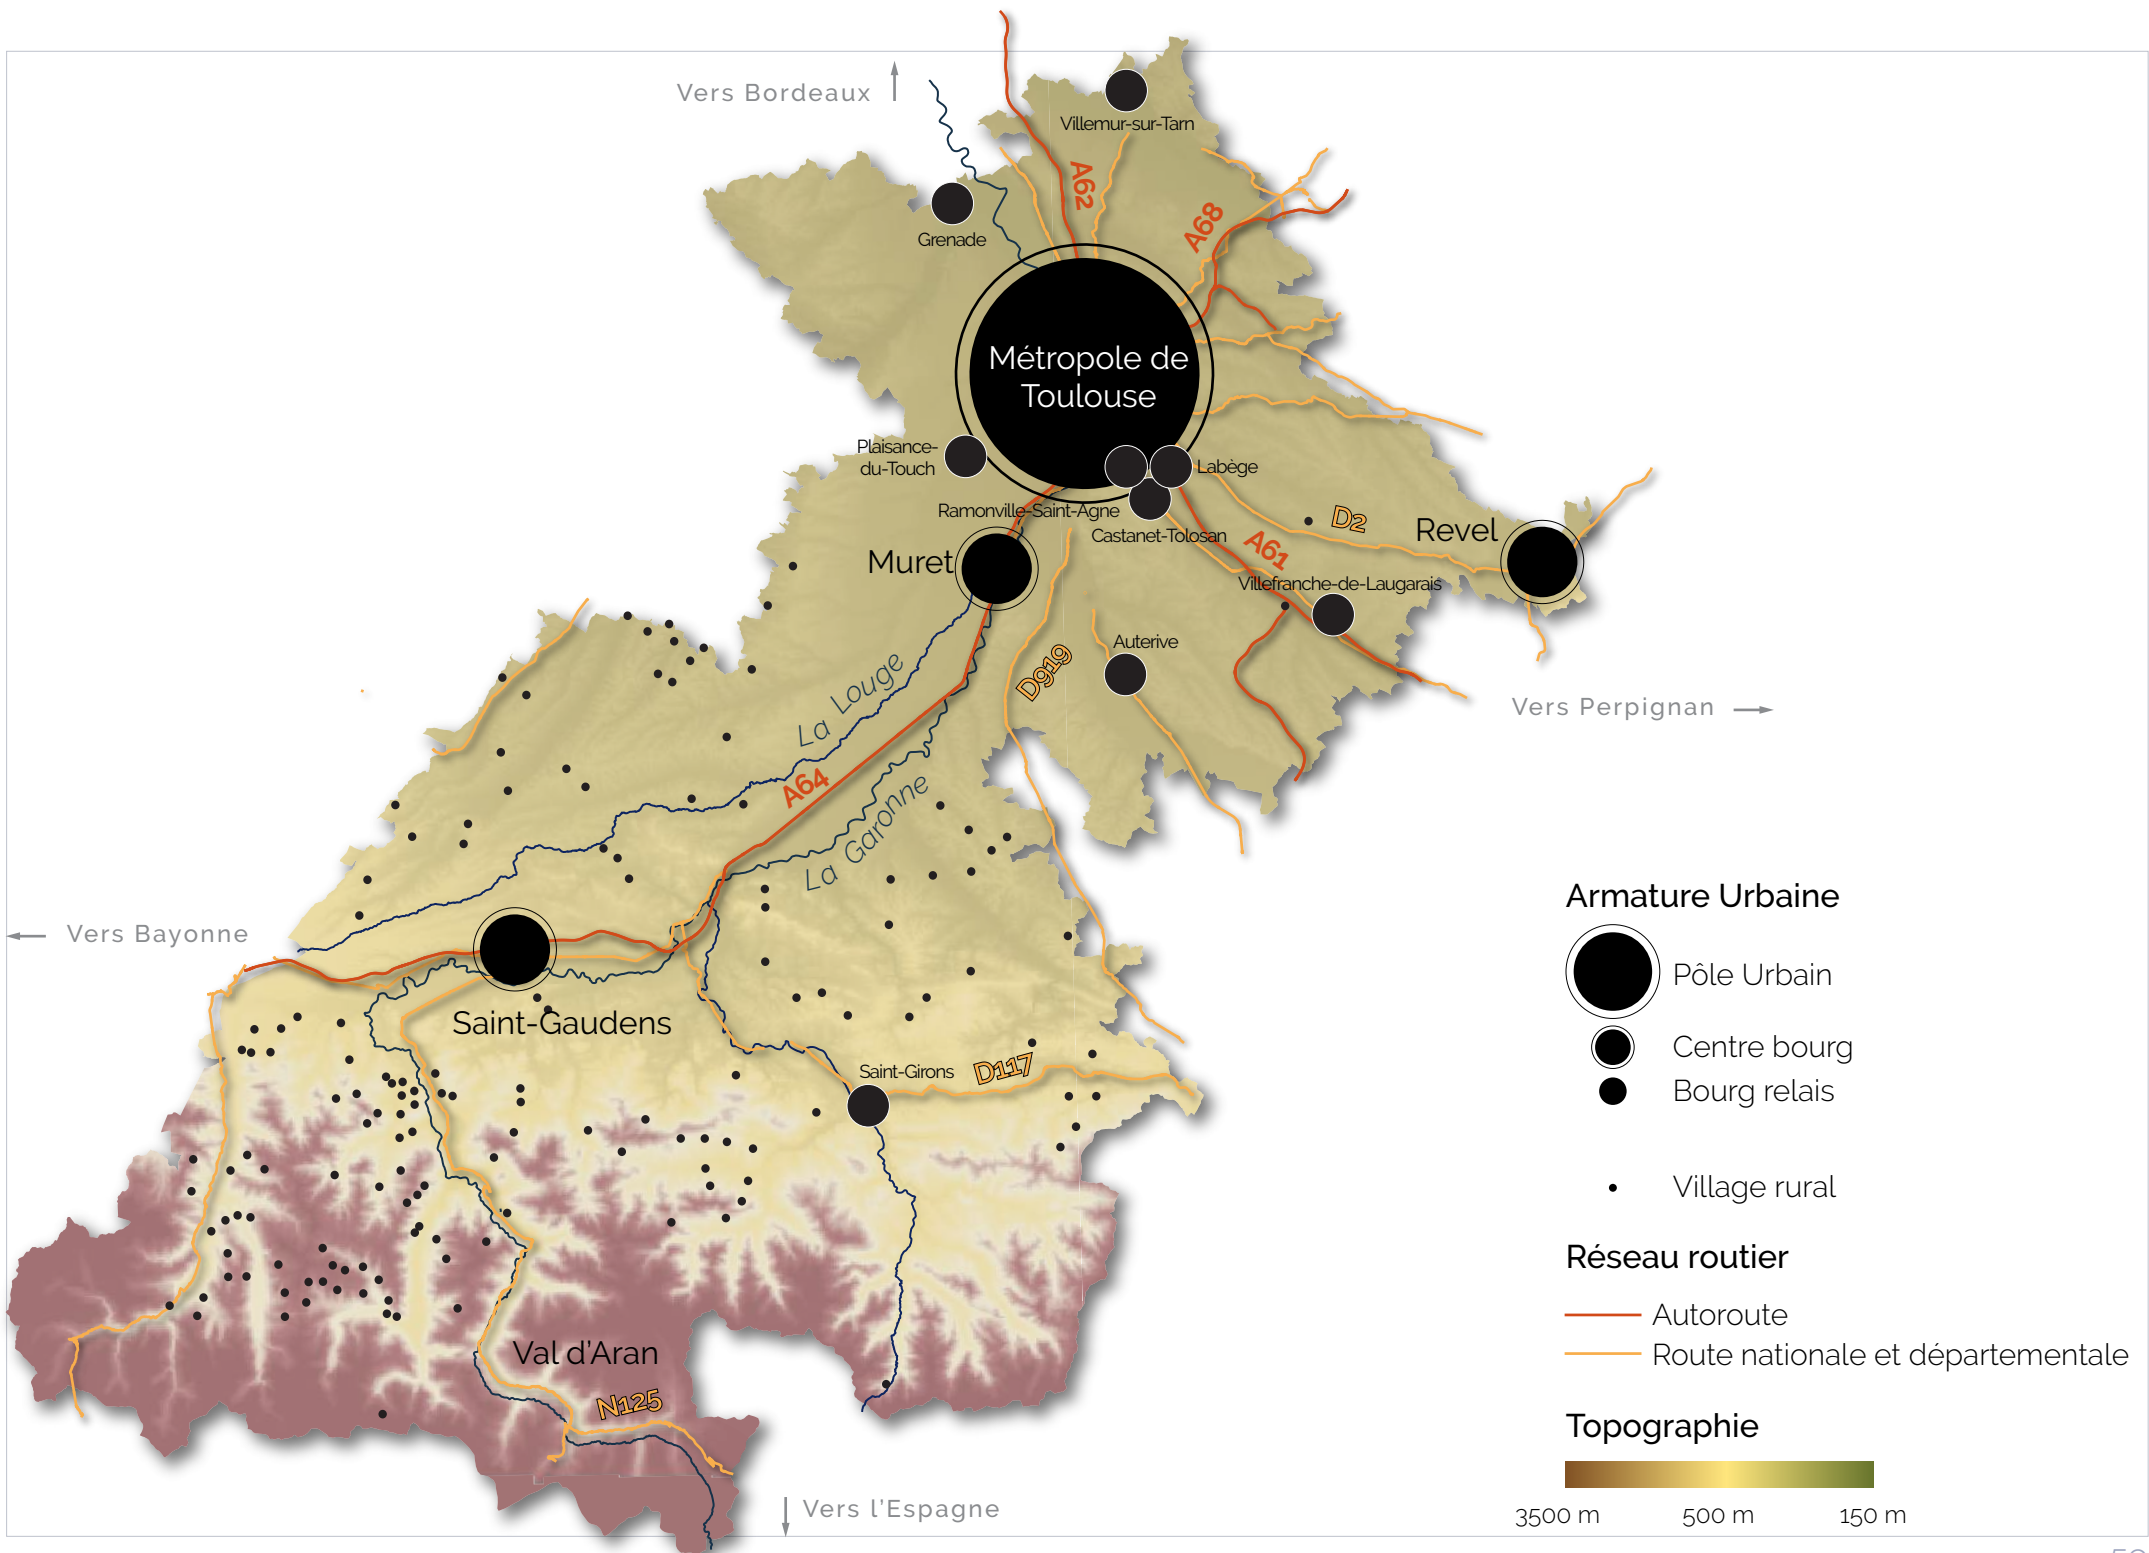 Vers Bordeaux
Villemur-sur-Tarn
A62
A68
Grenade
Métropole de
Toulouse
Plaisance-
du-Touch
Labège
Ramonville-Saint-Agne
Castanet-Tolosan
D2
Revel
A61
Muret
Villefranche-de-Laugarais
Auterive
D919
La Louge
Vers Perpignan
A64
La Garonne
Vers Bayonne
Saint-Gaudens
Saint-Girons
D117
Val d'Aran
N125
Vers l'Espagne
Armature Urbaine
Pôle Urbain
Centre bourg
Bourg relais
Village rural
Réseau routier
Autoroute
Route nationale et départementale
Topographie
3500 m
500 m
150 m